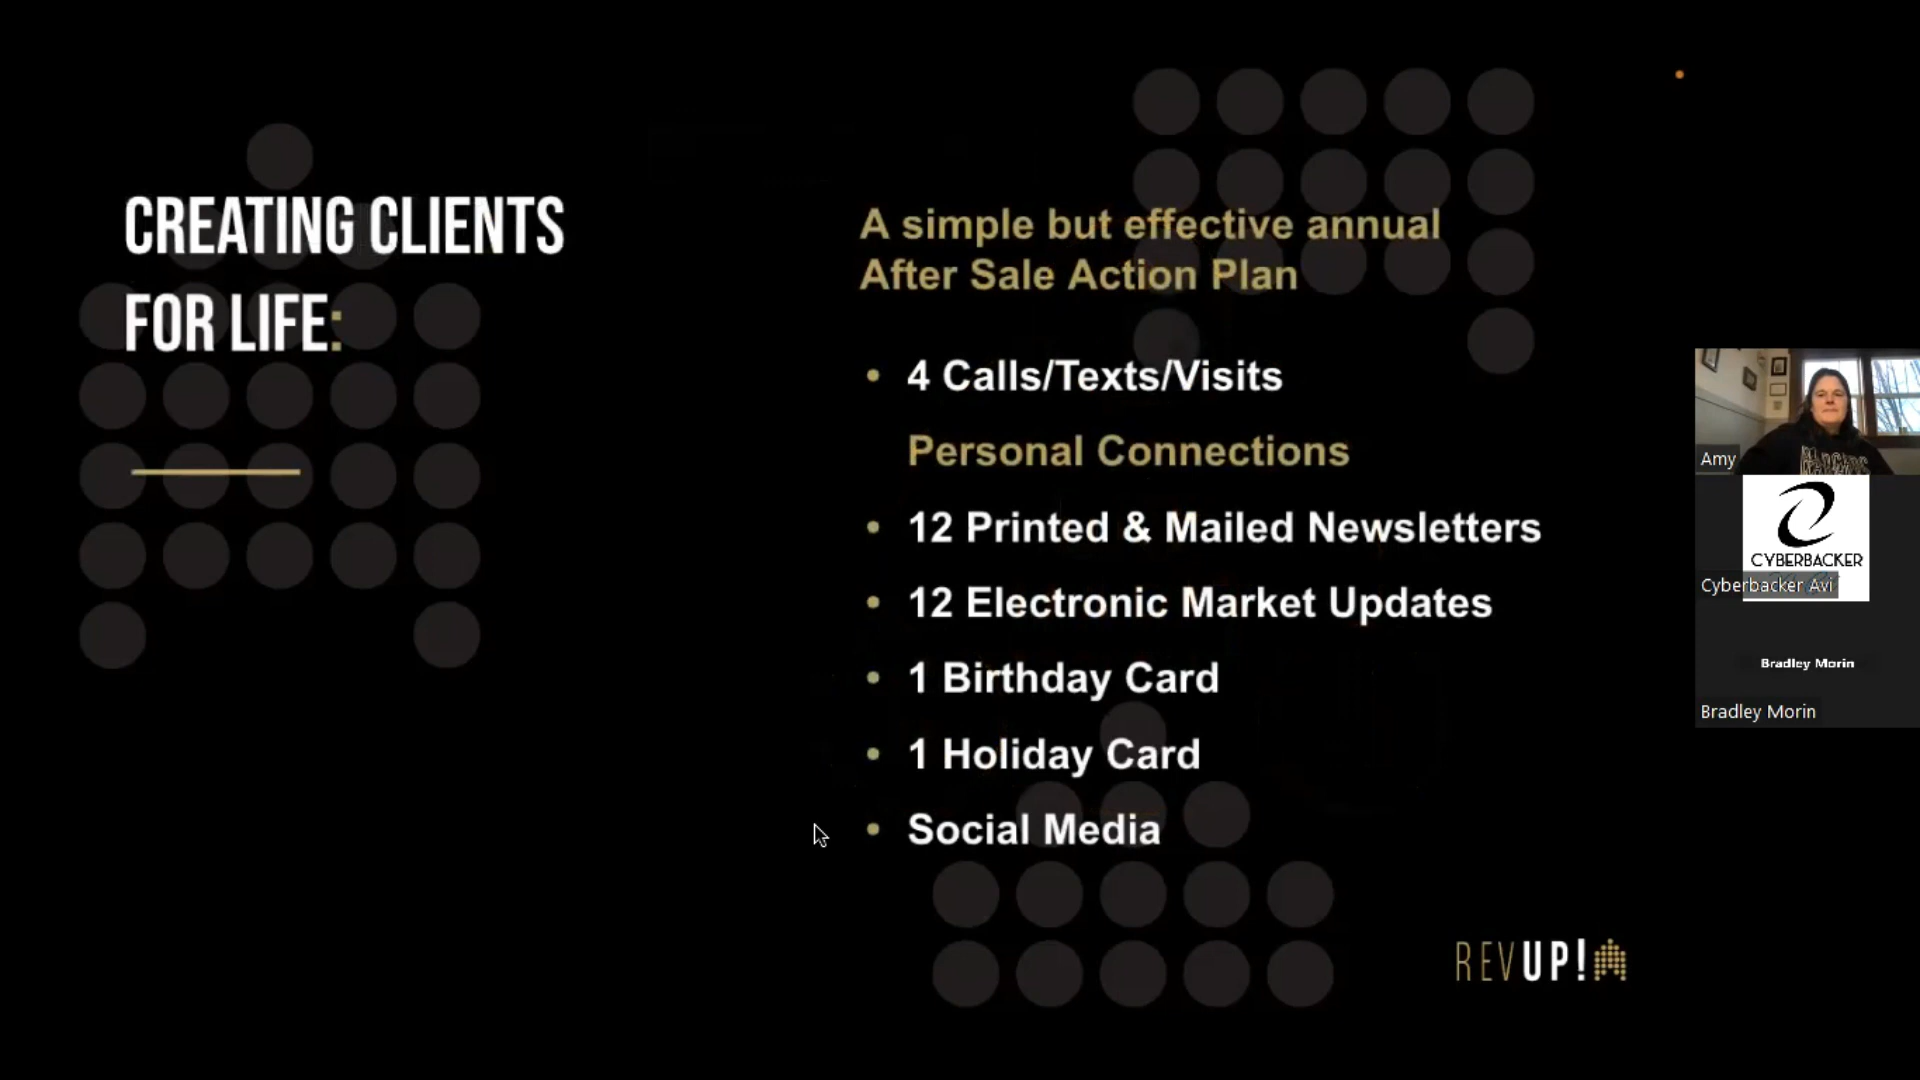 CREATING CLIENTS
FOR LIFE:
A simple but effective annual
After Sale Action Plan
• 4 Calls/Texts/Visits
Personal Connections
• 12 Printed & Mailed Newsletters
• 12 Electronic Market Updates
• 1 Birthday Card
• 1 Holiday Card
• Social Media
REVUP!
Amy
CYBERBACKER
Cyberbacker Avi
Bradley Morin
Bradley Morin